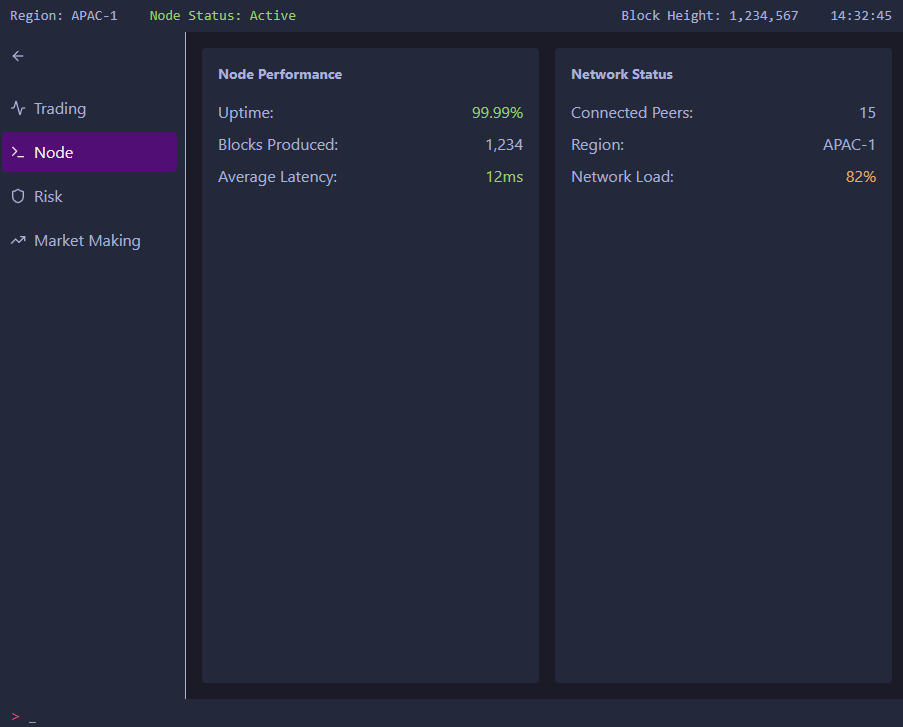 Region: APAC-1 Node Status: Active Block Height: 1,234,567 14:32:45
Trading
Node
Risk
Market Making
Node Performance
Uptime: 99.99%
Blocks Produced: 1,234
Average Latency: 12ms
Network Status
Connected Peers: 15
Region: APAC-1
Network Load: 82%
> _